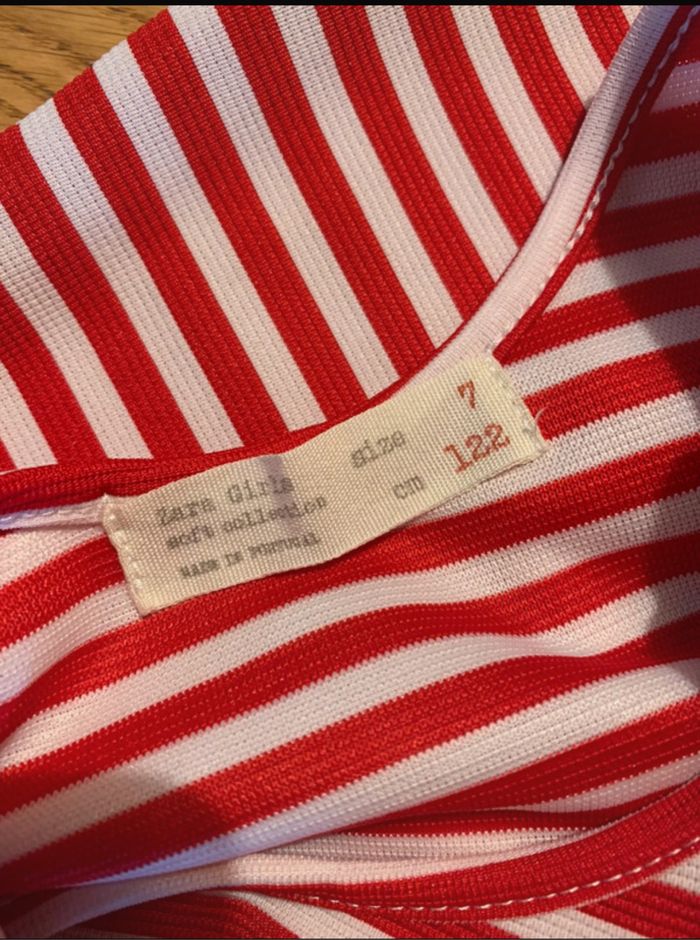 Zara Girls
soft collection
MADE IN PORTUGAL
size 7
CM 122